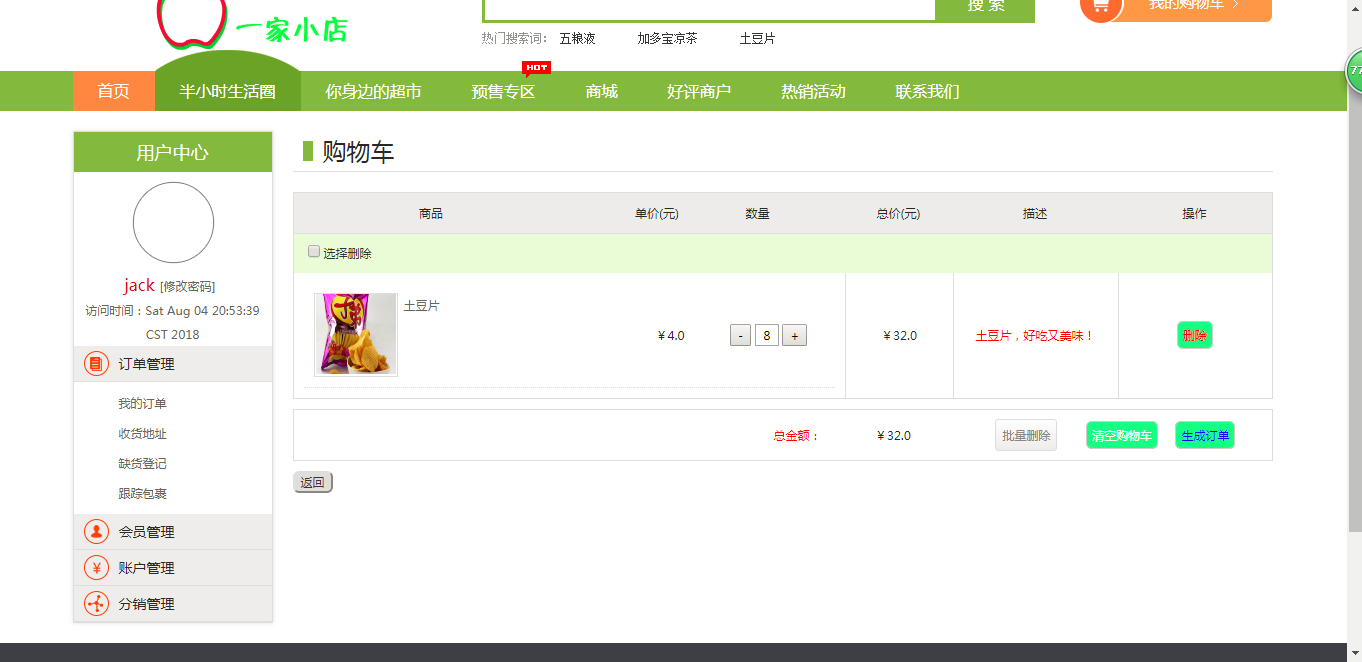 一家小店
搜 索
我的购物车 >
热门搜索词： 五粮液 加多宝凉茶 土豆片
HOT
77
首页 半小时生活圈 你身边的超市 预售专区 商城 好评商户 热销活动 联系我们
用户中心
jack [修改密码]
访问时间：Sat Aug 04 20:53:39
CST 2018
订单管理
我的订单
收货地址
缺货登记
跟踪包裹
会员管理
¥ 账户管理
分销管理
购物车
商品 单价(元) 数量 总价(元) 描述 操作
选择删除
土豆片
￥4.0 - 8 + ￥32.0 土豆片，好吃又美味！ 删除
总金额： ￥32.0 批量删除 清空购物车 生成订单
返回